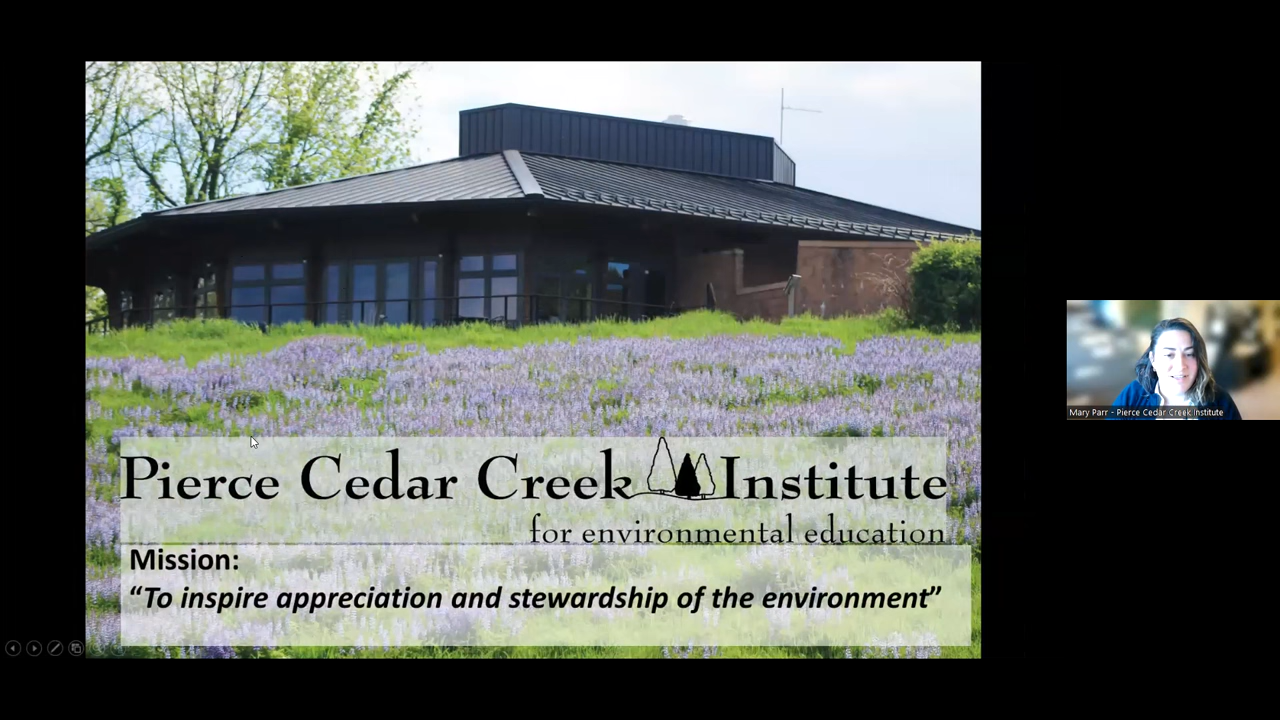 Pierce Cedar Creek Institute
for environmental education
Mission:
“To inspire appreciation and stewardship of the environment”
Mary Parr - Pierce Cedar Creek Institute